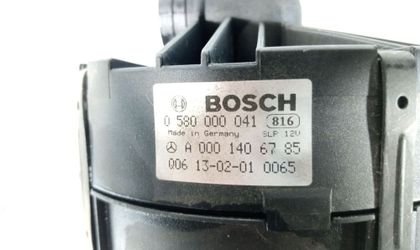 BOSCH
0 580 000 041 816
Made in Germany SLP 12V
A 000 140 67 85
Q06 13-02-01 0065